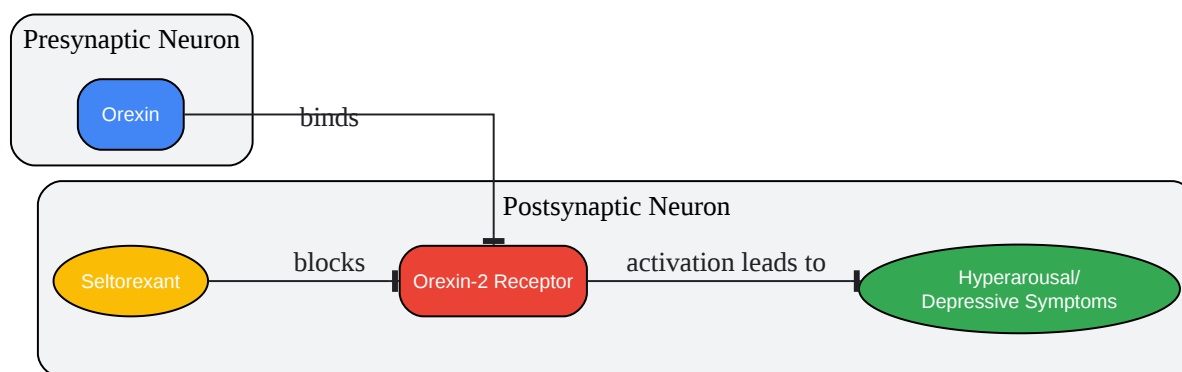 Presynaptic Neuron
Orexin
binds
Postsynaptic Neuron
Seltorexant
blocks
Orexin-2 Receptor
activation leads to
Hyperarousal/
Depressive Symptoms